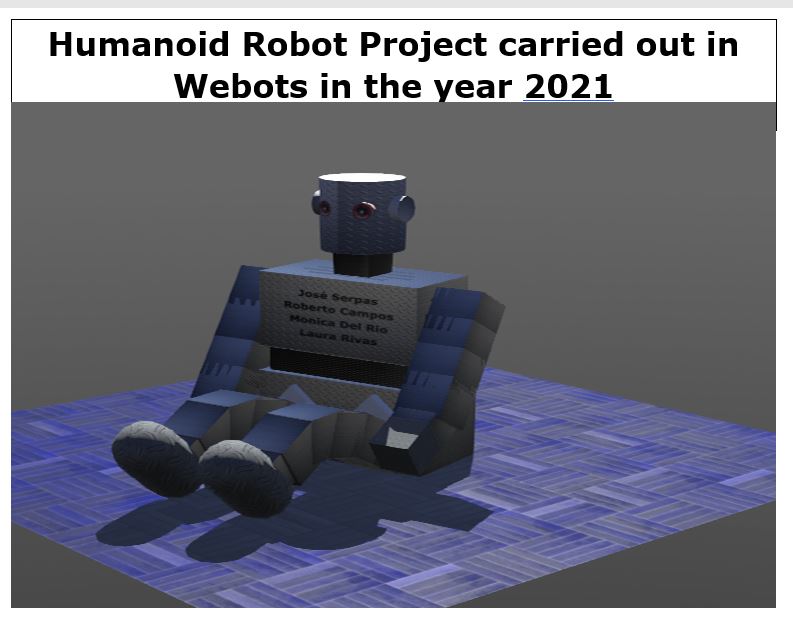 Humanoid Robot Project carried out in
Webots in the year 2021
José Serpas
Roberto Campos
Monica Del Rio
Laura Rivas